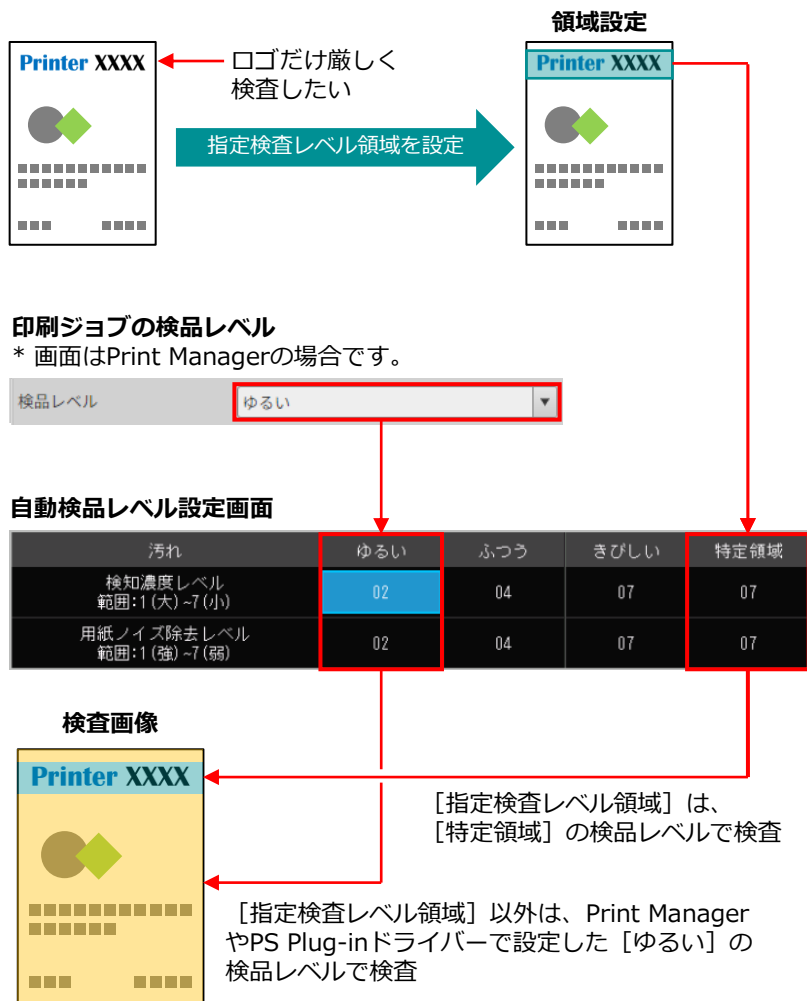 領域設定
Printer XXXX
ロゴだけ厳しく
検査したい
Printer XXXX
指定検査レベル領域を設定
印刷ジョブの検品レベル
* 画面はPrint Managerの場合です。
検品レベル ゆるい
自動検品レベル設定画面
汚れ ゆるい ふつう きびしい 特定領域
検知濃度レベル
範囲:1(大)~7(小) 02 04 07 07
用紙ノイズ除去レベル
範囲:1(強)~7(弱) 02 04 07 07
検査画像
Printer XXXX
［指定検査レベル領域］は、
［特定領域］の検品レベルで検査
［指定検査レベル領域］以外は、Print Manager
やPS Plug-inドライバーで設定した［ゆるい］の
検品レベルで検査